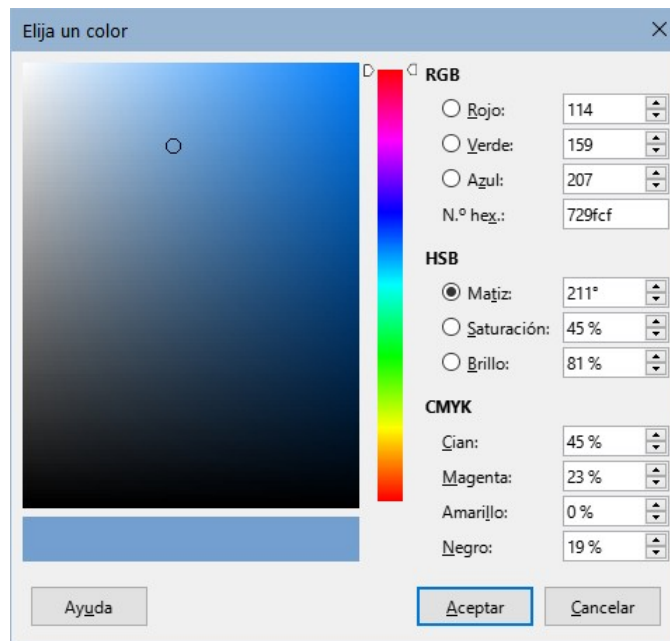 Elija un color
RGB
Rojo: 114
Verde: 159
Azul: 207
N.º hex.: 729fcf
HSB
Matiz: 211°
Saturación: 45 %
Brillo: 81 %
CMYK
Cian: 45 %
Magenta: 23 %
Amarillo: 0 %
Negro: 19 %
Ayuda Aceptar Cancelar